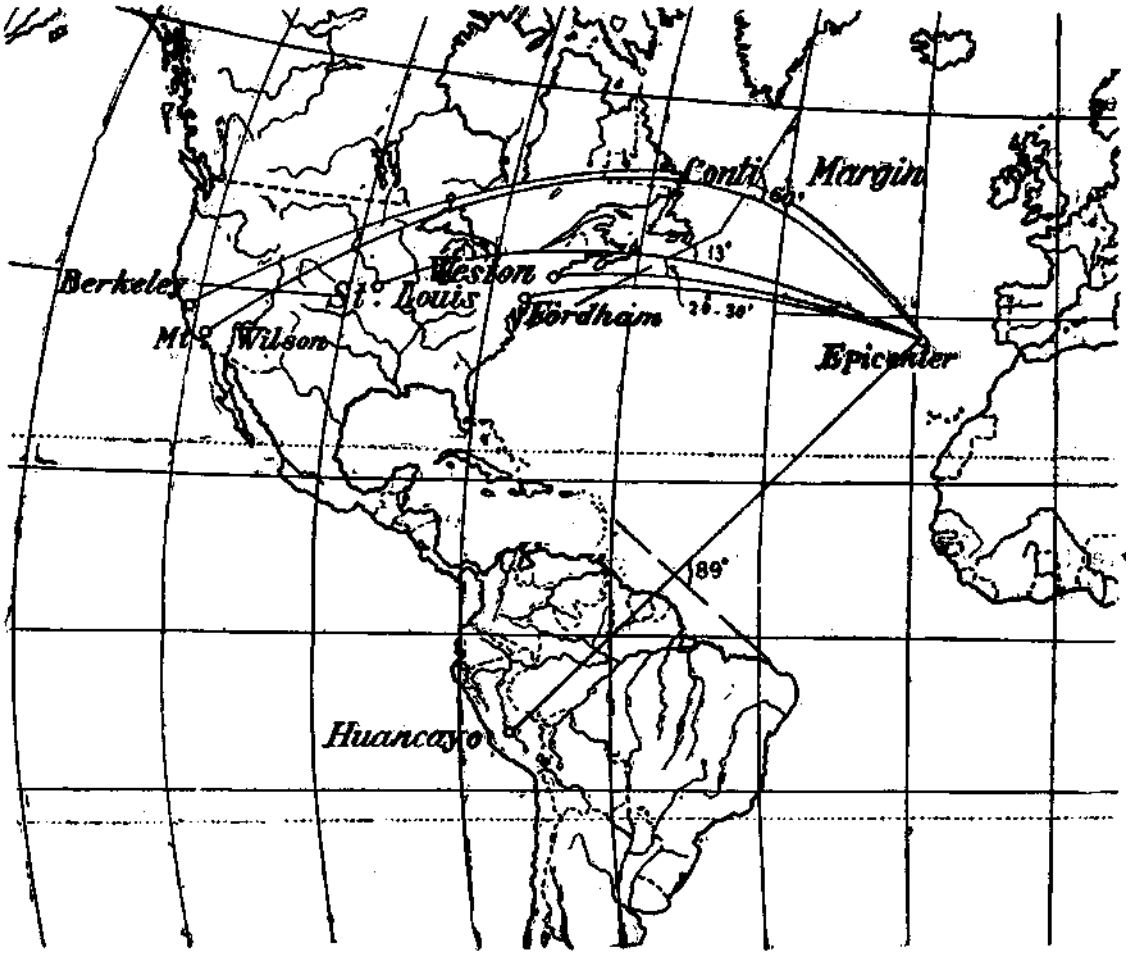 Conti Margin
60°
13°
Berkeley
Weston
St. Louis
Fordham
20-30°
Mt Wilson
Epicenter
89°
Huancayo